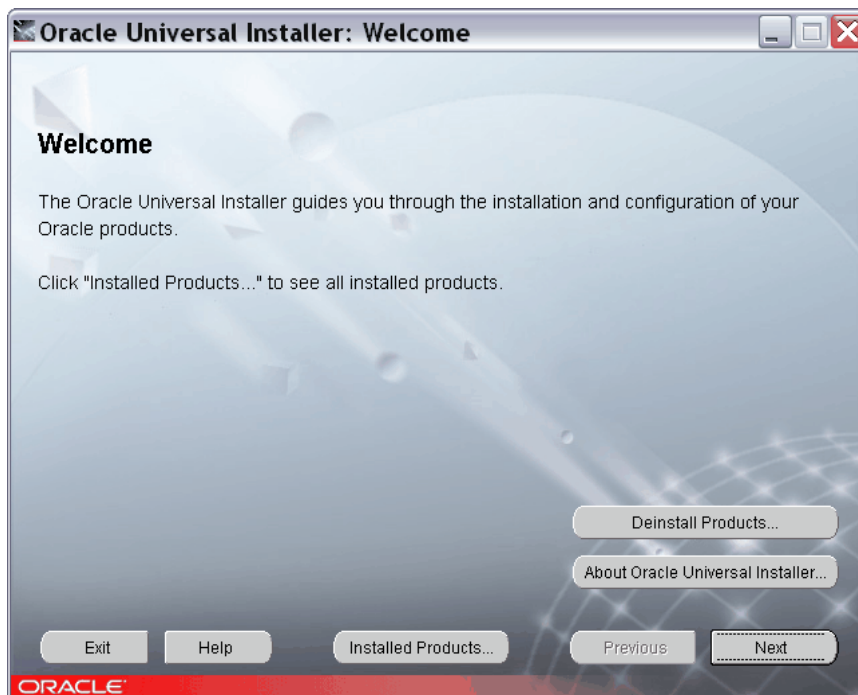 Oracle Universal Installer: Welcome
Welcome
The Oracle Universal Installer guides you through the installation and configuration of your
Oracle products.
Click "Installed Products..." to see all installed products.
Deinstall Products...
About Oracle Universal Installer...
Exit
Help
Installed Products...
Previous
Next
ORACLE